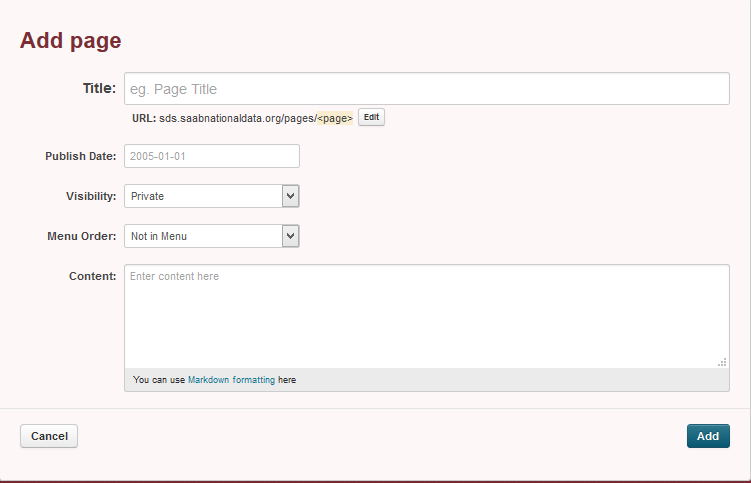 Add page
Title: eg. Page Title
URL: sds.saabnationaldata.org/pages/<page> Edit
Publish Date: 2005-01-01
Visibility: Private
Menu Order: Not in Menu
Content: Enter content here
You can use Markdown formatting here
Cancel Add